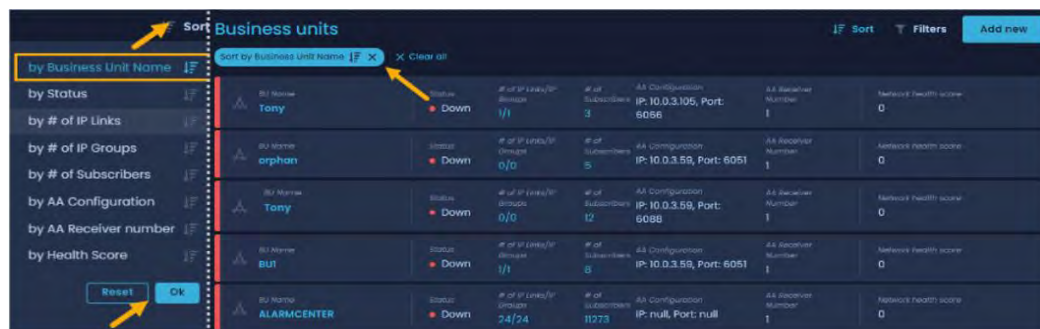 Sort
by Business Unit Name
by Status
by # of IP Links
by # of IP Groups
by # of Subscribers
by AA Configuration
by AA Receiver number
by Health Score
Reset Ok
Business units
Sort Filters Add new
Sort by Business Unit Name Clear all
BU Name Status # of IP Links/IP Groups # of Subscribers AA Configuration AA Receiver Number Network health score
Tony Down 1/1 3 IP: 10.0.3.105, Port: 6066 1 0
BU Name Status # of IP Links/IP Groups # of Subscribers AA Configuration AA Receiver Number Network health score
orphan Down 0/0 5 IP: 10.0.3.59, Port: 6051 1 0
BU Name Status # of IP Links/IP Groups # of Subscribers AA Configuration AA Receiver Number Network health score
Tony Down 0/0 12 IP: 10.0.3.59, Port: 6088 1 0
BU Name Status # of IP Links/IP Groups # of Subscribers AA Configuration AA Receiver Number Network health score
BU1 Down 1/1 8 IP: 10.0.3.59, Port: 6051 1 0
BU Name Status # of IP Links/IP Groups # of Subscribers AA Configuration AA Receiver Number Network health score
ALARMCENTER Down 24/24 11273 IP: null, Port: null 1 0